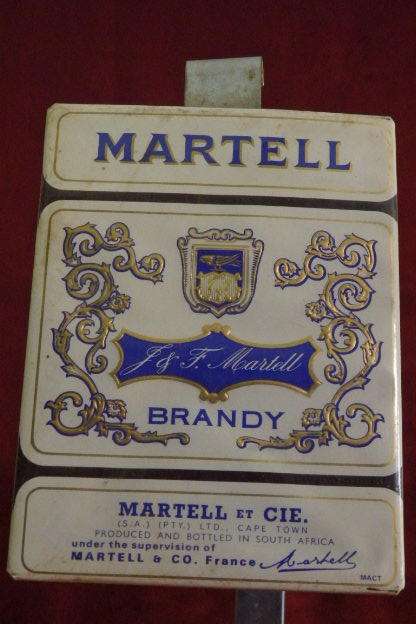 MARTELL
J & F. Martell
BRANDY
MARTELL ET CIE.
(S.A.) (PTY.) LTD., CAPE TOWN
PRODUCED AND BOTTLED IN SOUTH AFRICA
under the supervision of
MARTELL & CO. France Martell
MACT